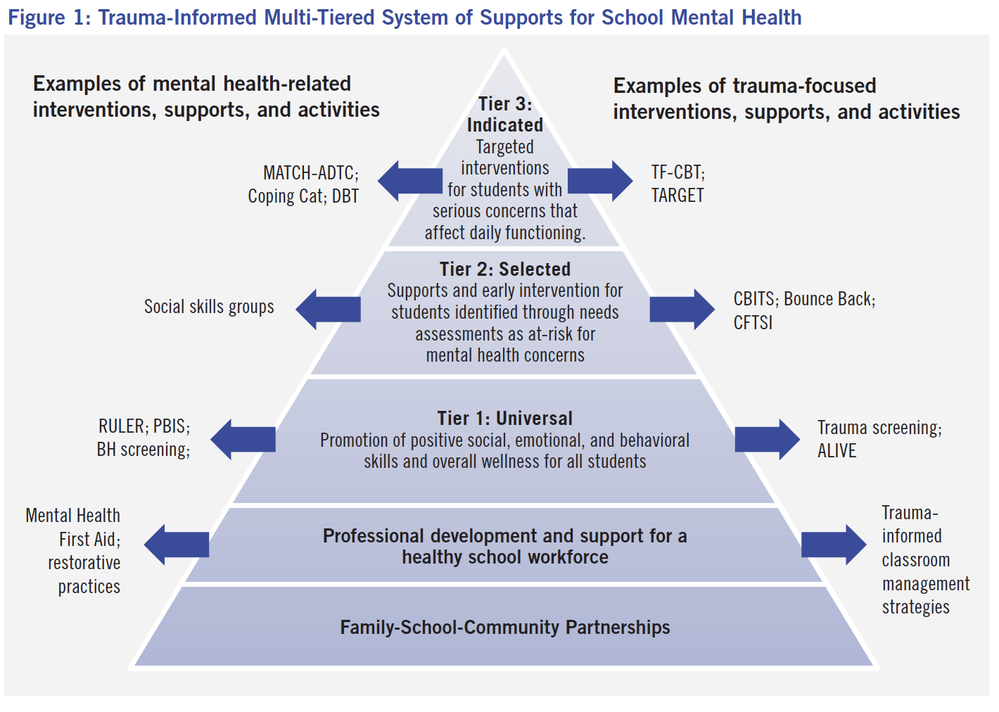 Figure 1: Trauma-Informed Multi-Tiered System of Supports for School Mental Health
Examples of mental health-related
interventions, supports, and activities
Examples of trauma-focused
interventions, supports, and activities
Tier 3:
Indicated
Targeted
interventions
for students with
serious concerns that
affect daily functioning.
MATCH-ADTC;
Coping Cat; DBT
TF-CBT;
TARGET
Tier 2: Selected
Supports and early intervention for
students identified through needs
assessments as at-risk for
mental health concerns
Social skills groups
CBITS; Bounce Back;
CFTSI
Tier 1: Universal
Promotion of positive social, emotional, and behavioral
skills and overall wellness for all students
RULER; PBIS;
BH screening;
Trauma screening;
ALIVE
Mental Health
First Aid;
restorative
practices
Professional development and support for a
healthy school workforce
Trauma-
informed
classroom
management
strategies
Family-School-Community Partnerships